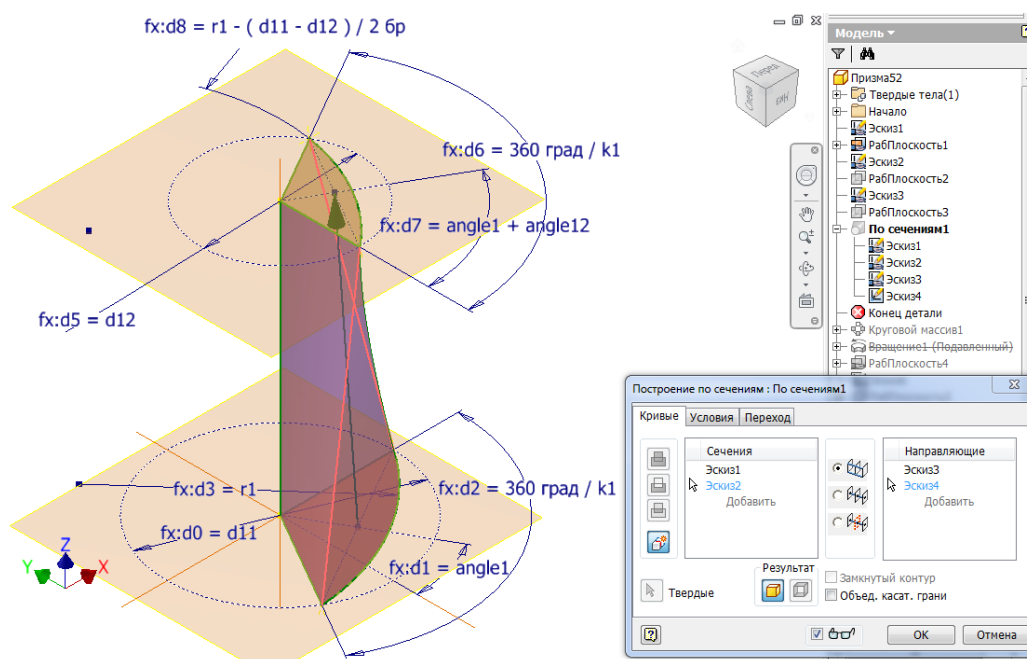 fx:d8 = r1 - ( d11 - d12 ) / 2 бр
fx:d6 = 360 град / k1
fx:d7 = angle1 + angle12
fx:d5 = d12
fx:d3 = r1
fx:d2 = 360 град / k1
fx:d0 = d11
fx:d1 = angle1
Z
Y
X
Перед
Слева
Низ
Модель
Призма52
Твердые тела(1)
Начало
Эскиз1
РабПлоскость1
Эскиз2
РабПлоскость2
Эскиз3
РабПлоскость3
По сечениям1
Эскиз1
Эскиз2
Эскиз3
Эскиз4
Конец детали
Круговой массив1
Вращение1 (Подавленный)
РабПлоскость4
Построение по сечениям : По сечениям1
Кривые
Условия
Переход
Сечения
Эскиз1
Эскиз2
Добавить
Направляющие
Эскиз3
Эскиз4
Добавить
Твердые
Результат
Замкнутый контур
Объед. касат. грани
ОК
Отмена